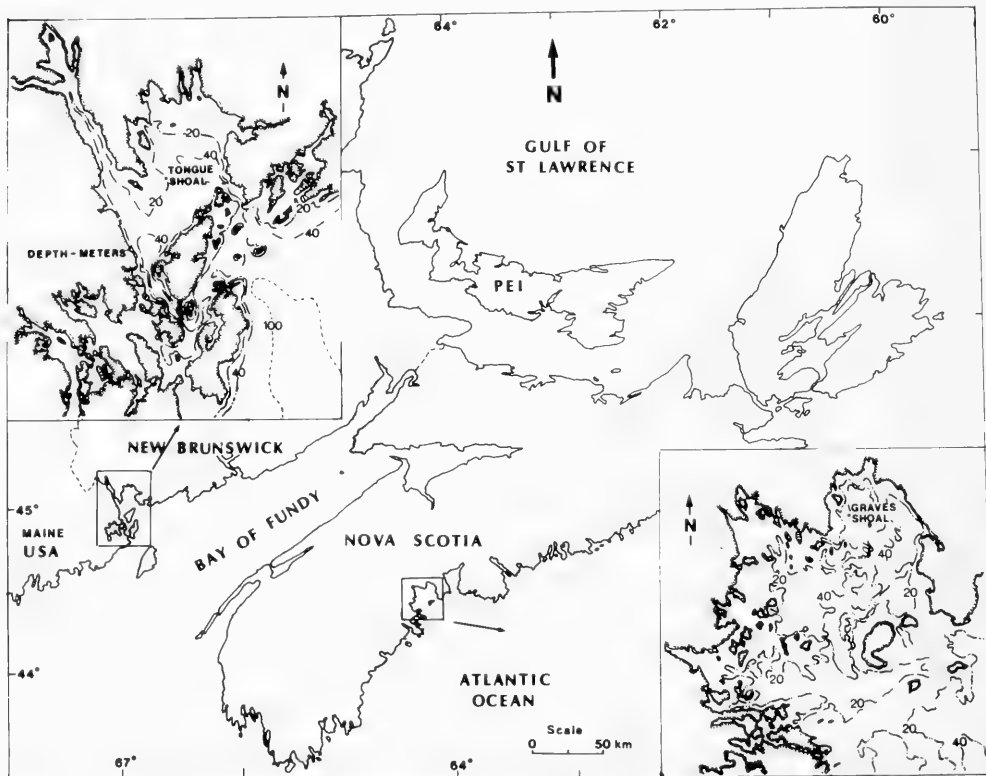 64°
62°
60°
N
GULF OF
ST LAWRENCE
PEI
N
20
40
TONGUE
SHOAL
20
20
40
40
DEPTH-METERS
100
40
NEW BRUNSWICK
45°
MAINE
USA
BAY OF FUNDY
NOVA SCOTIA
44°
ATLANTIC
OCEAN
Scale
0 50 km
67°
64°
N
GRAVES
SHOAL
40
20
40
20
20
20
40